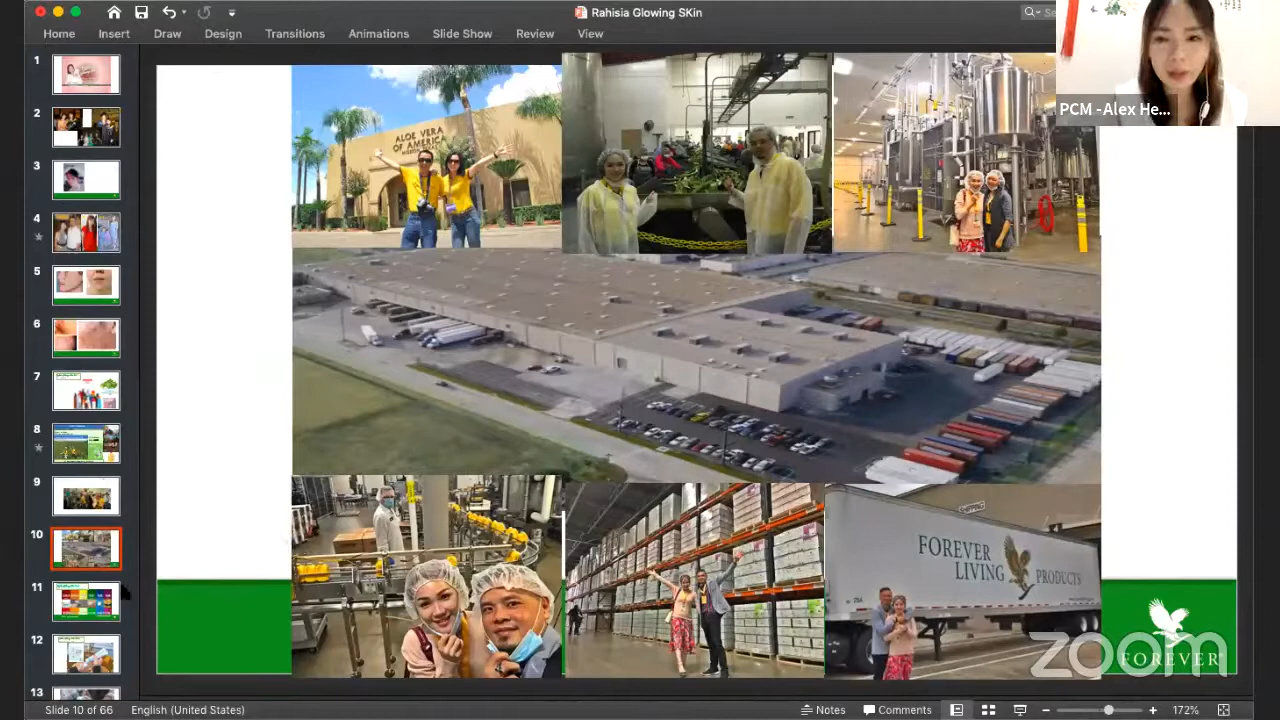 Rahisia Glowing SKin
Se
Home Insert Draw Design Transitions Animations Slide Show Review View
PCM -Alex He...
1
2
3
4
5
6
7
8
9
10
11
12
13
ALOE VERA
OF AMERICA
FOREVER
LIVING PRODUCTS
zoom
FOREVER
Slide 10 of 66 English (United States) Notes Comments 172%